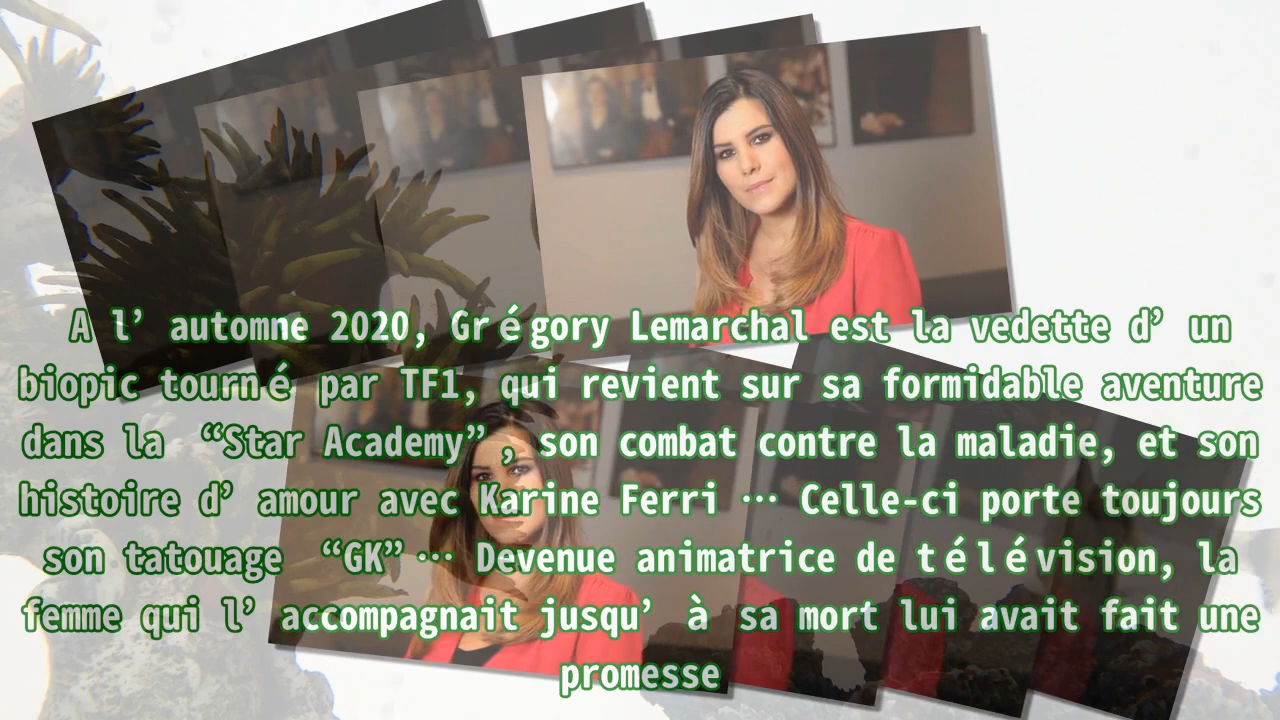 A l’ automne 2020, Grégory Lemarchal est la vedette d’ un
biopic tourné par TF1, qui revient sur sa formidable aventure
dans la “Star Academy”, son combat contre la maladie, et son
histoire d’ amour avec Karine Ferri … Celle-ci porte toujours
son tatouage “GK”… Devenue animatrice de télévision, la
femme qui l’ accompagnait jusqu’ à sa mort lui avait fait une
promesse